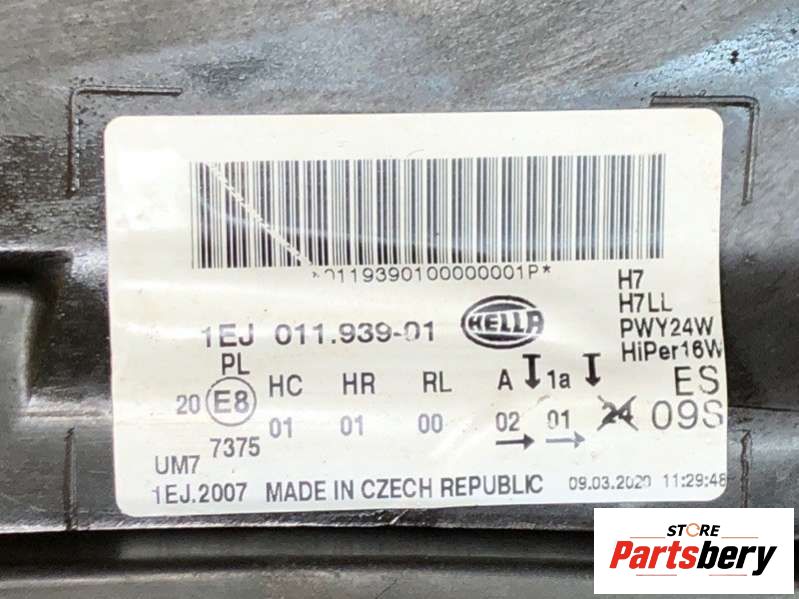 *0119390100000001P*
1EJ 011.939-01
HELLA
H7
H7LL
PWY24W
HiPer16W
PL
20 E8 HC HR RL A 1a ES
01 01 00 02 01 24 09S
7375
UM7
1EJ.2007 MADE IN CZECH REPUBLIC 09.03.2020 11:29:48
STORE
Partsbery